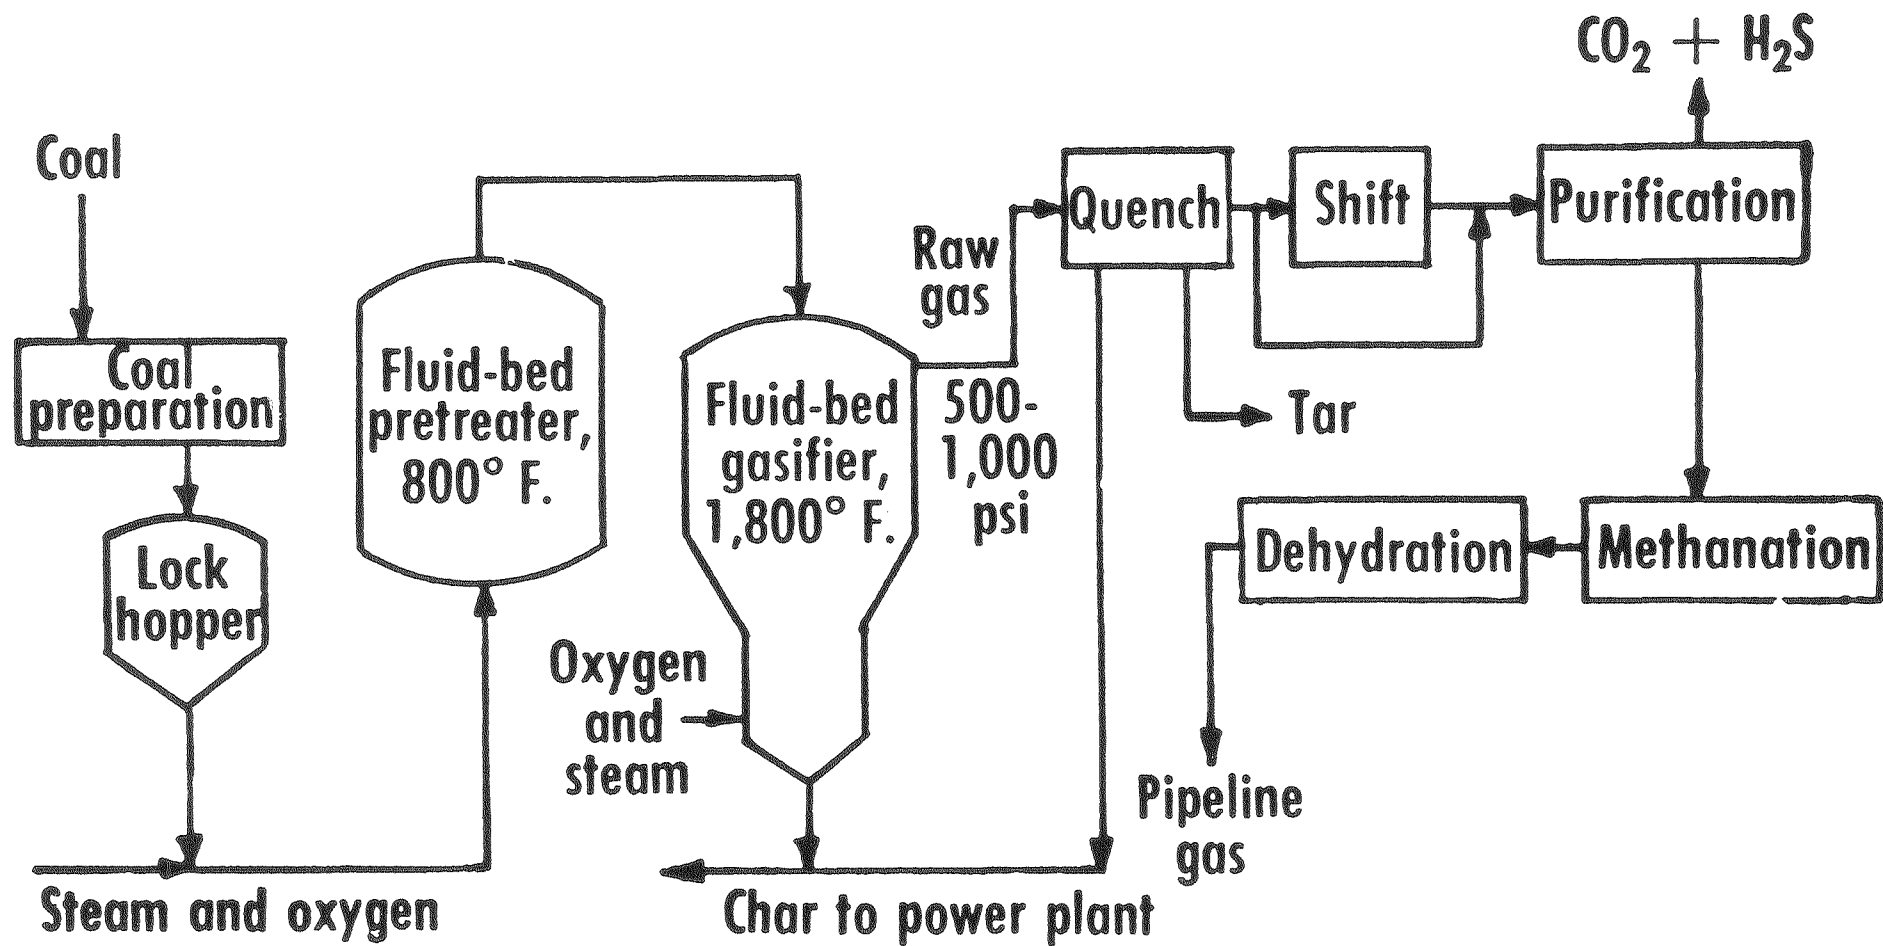 CO₂ + H₂S
Coal
Quench
Shift
Purification
Raw
gas
Coal
preparation
Fluid-bed
pretreater,
800° F.
Fluid-bed
gasifier,
1,800° F.
500-
1,000
psi
Tar
Lock
hopper
Dehydration
Methanation
Oxygen
and
steam
Pipeline
gas
Steam and oxygen
Char to power plant